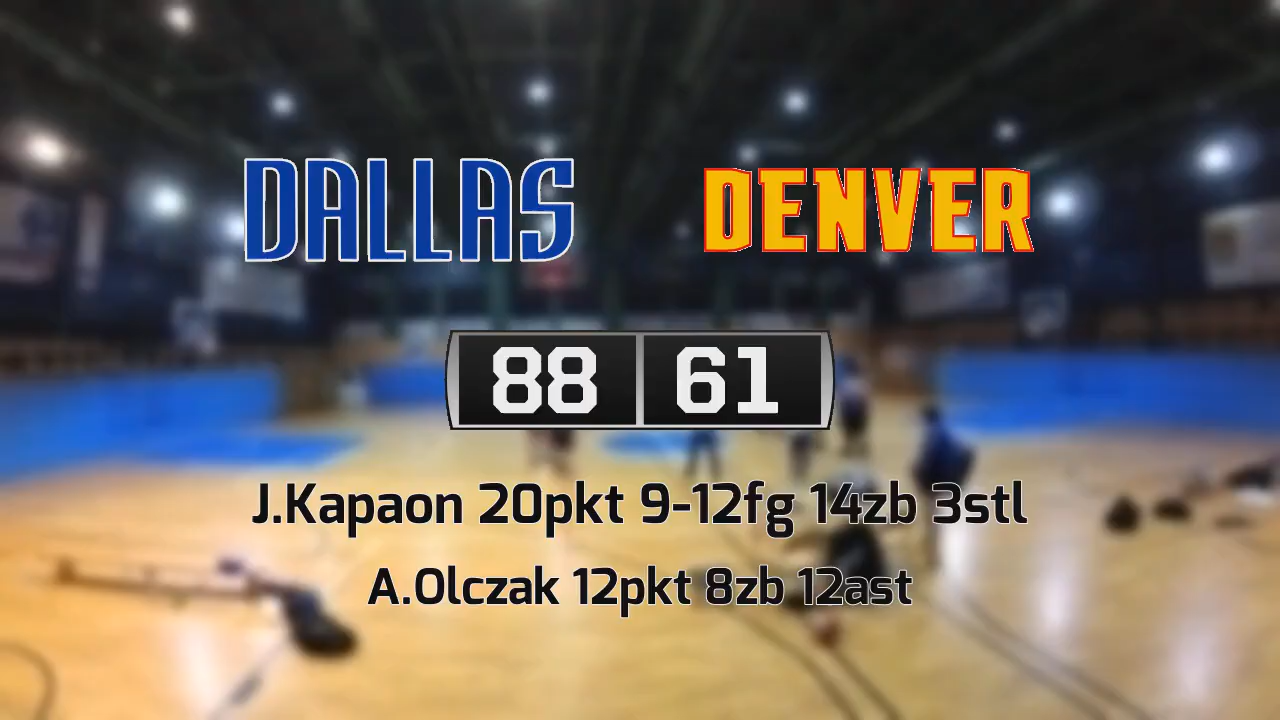 DALLAS DENVER
88 61
J.Kapaon 20pkt 9-12fg 14zb 3stl
A.Olczak 12pkt 8zb 12ast